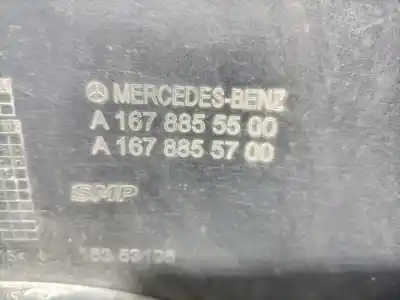 MERCEDES-BENZ
A 167 885 55 00
A 167 885 57 00
SMP